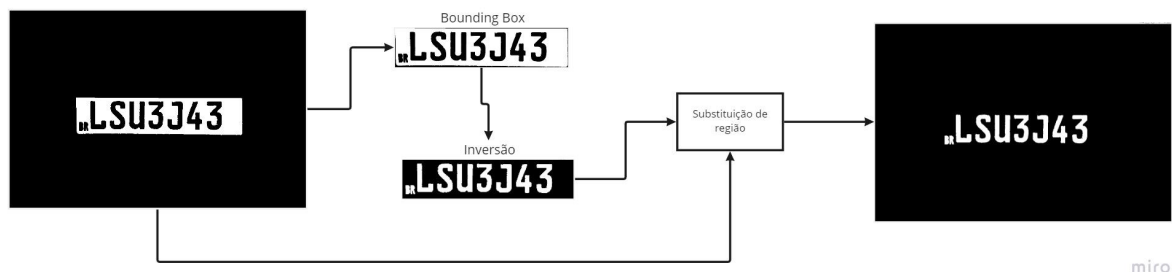 BR LSU3J43
Bounding Box
BR LSU3J43
Inversão
BR LSU3J43
Substituição de
região
BR LSU3J43
miro